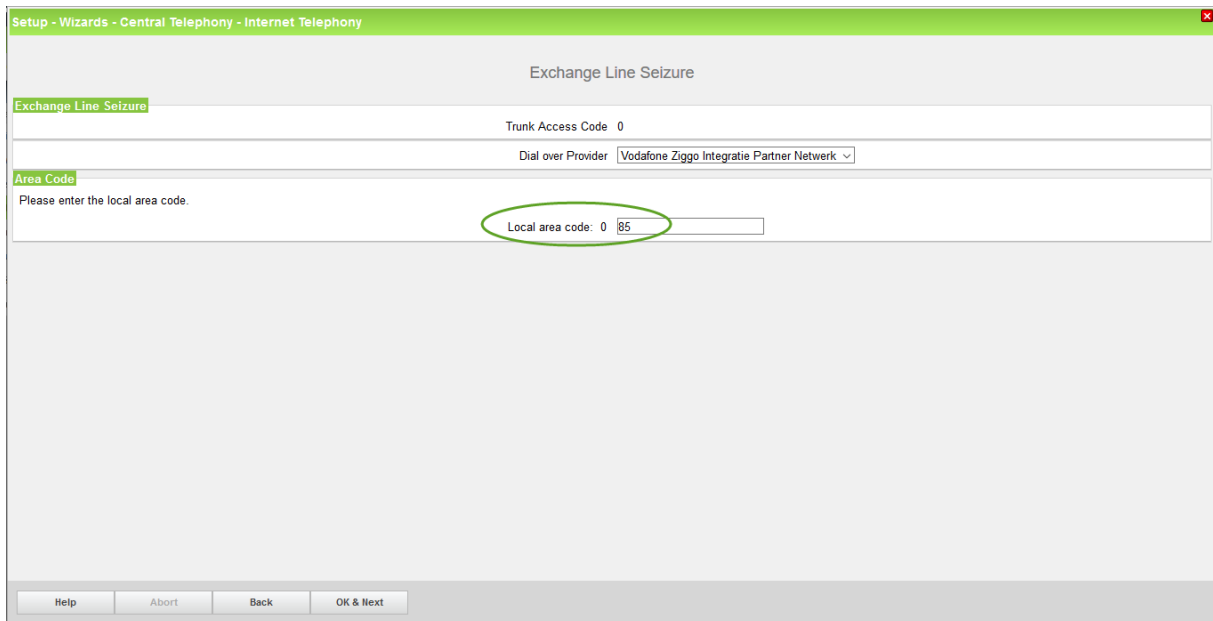 Setup - Wizards - Central Telephony - Internet Telephony
Exchange Line Seizure
Exchange Line Seizure
Trunk Access Code 0
Dial over Provider Vodafone Ziggo Integratie Partner Netwerk
Area Code
Please enter the local area code.
Local area code: 0 85
Help Abort Back OK & Next